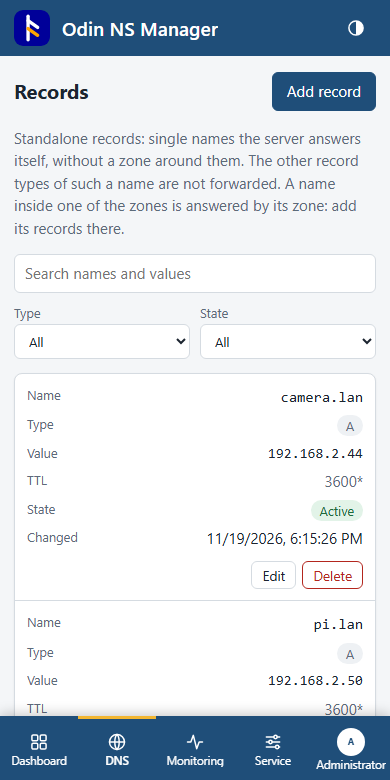 Odin NS Manager
Records
Add record
Standalone records: single names the server answers
itself, without a zone around them. The other record
types of such a name are not forwarded. A name
inside one of the zones is answered by its zone: add
its records there.
Search names and values
Type
State
All
All
Name
camera.lan
Type
A
Value
192.168.2.44
TTL
3600*
State
Active
Changed
11/19/2026, 6:15:26 PM
Edit
Delete
Name
pi.lan
Type
A
Value
192.168.2.50
TTL
3600*
Dashboard
DNS
Monitoring
Service
A
Administrator